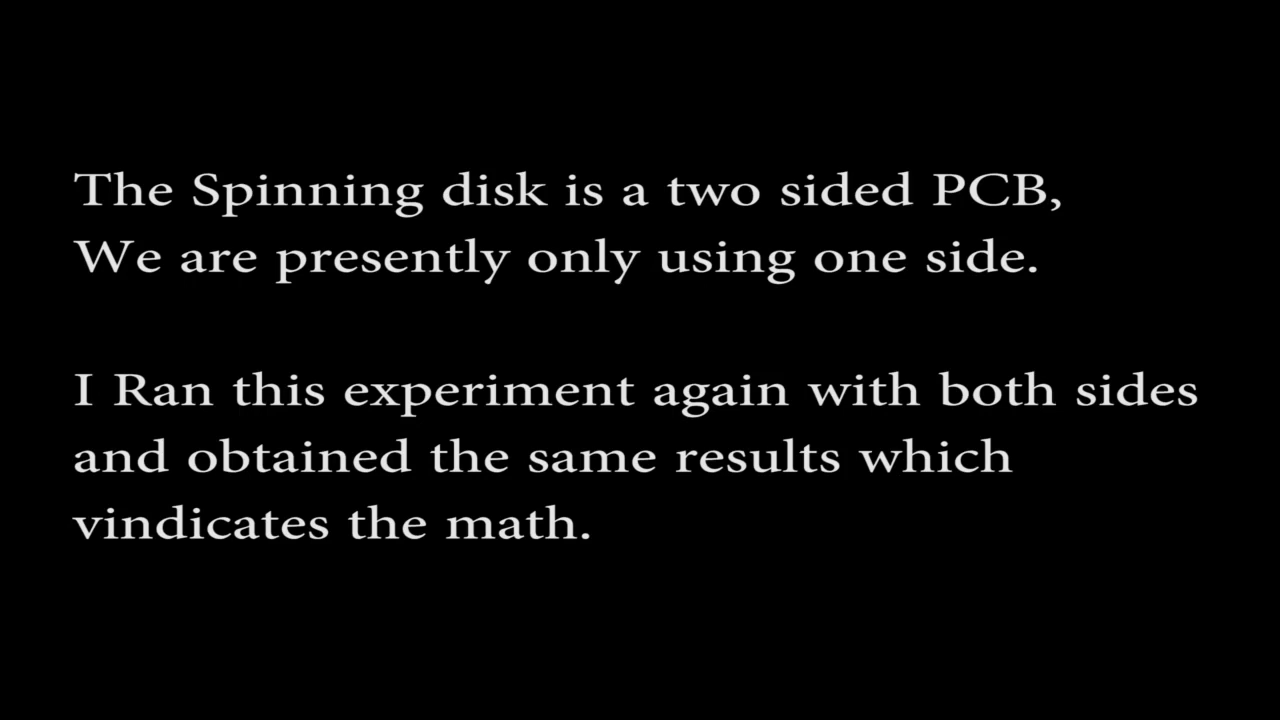 The Spinning disk is a two sided PCB,
We are presently only using one side.
I Ran this experiment again with both sides
and obtained the same results which
vindicates the math.